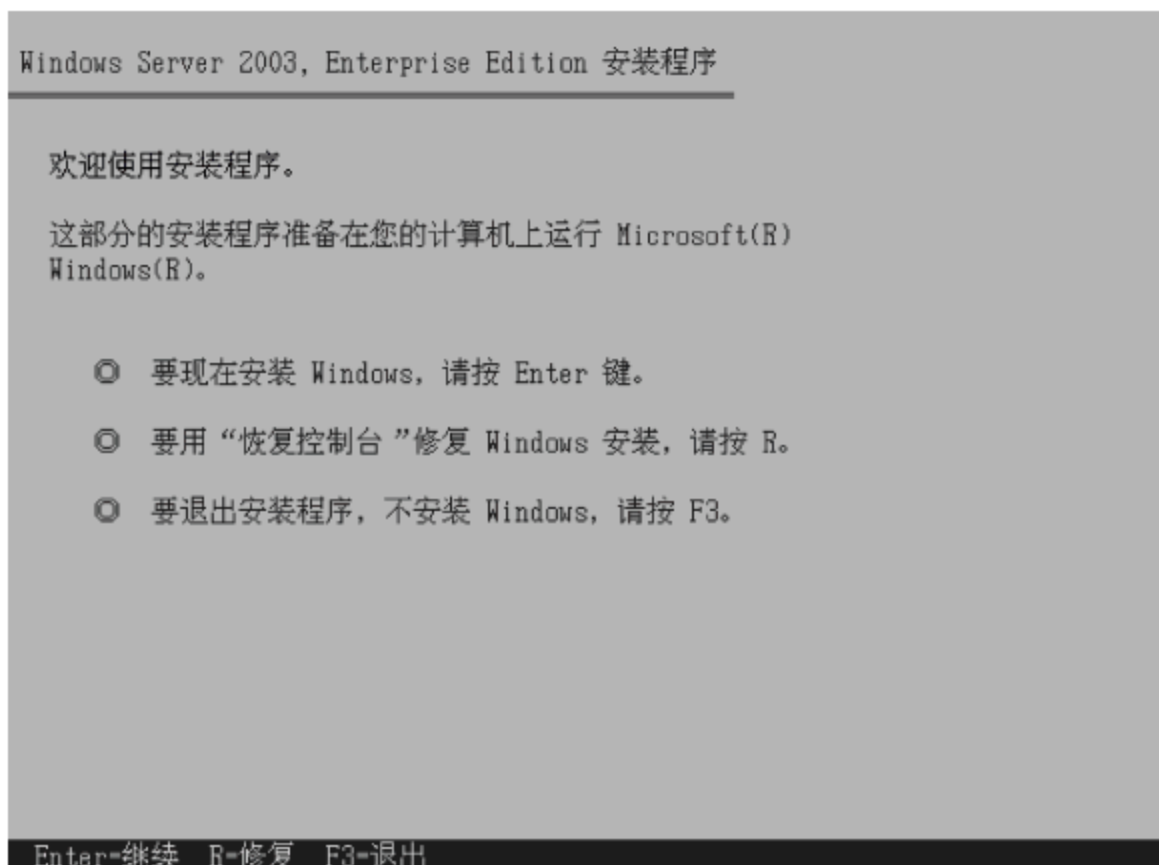 Windows Server 2003, Enterprise Edition 安装程序
欢迎使用安装程序。
这部分的安装程序准备在您的计算机上运行 Microsoft(R)
Windows(R)。
◎ 要现在安装 Windows, 请按 Enter 键。
◎ 要用“恢复控制台 ”修复 Windows 安装, 请按 R。
◎ 要退出安装程序, 不安装 Windows, 请按 F3。
Enter=继续 R=修复 F3=退出